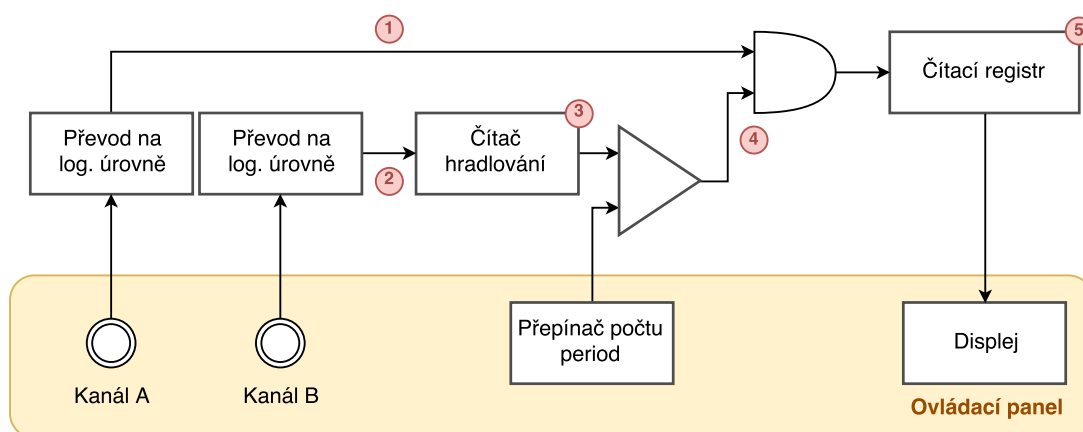 1
5
Čítací registr
Převod na
log. úrovně
Převod na
log. úrovně
2
3
Čítač
hradlování
4
Přepínač počtu
period
Displej
Kanál A
Kanál B
Ovládací panel